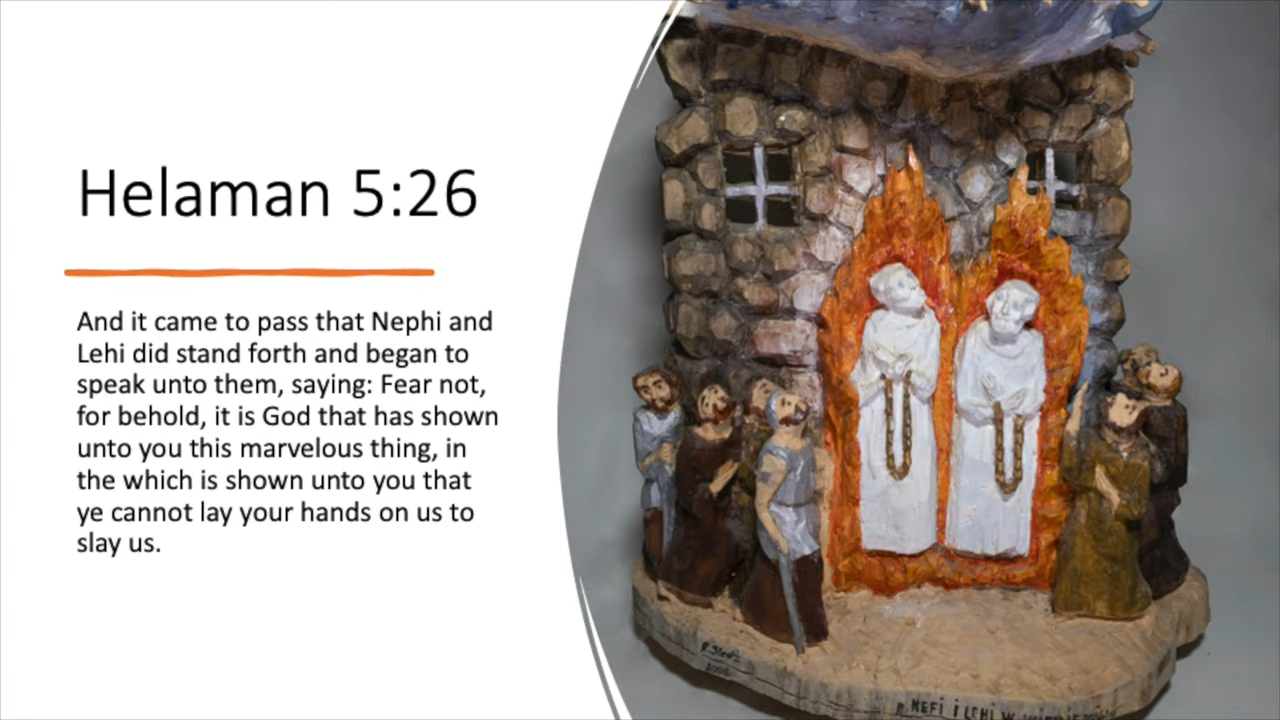 Helaman 5:26
And it came to pass that Nephi and
Lehi did stand forth and began to
speak unto them, saying: Fear not,
for behold, it is God that has shown
unto you this marvelous thing, in
the which is shown unto you that
ye cannot lay your hands on us to
slay us.
NEFI i LEHI W